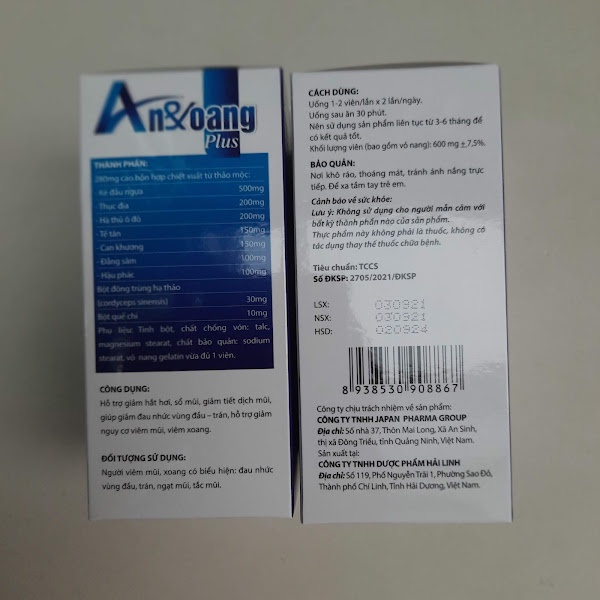 An Xoang
Plus
THÀNH PHẦN:
280mg cao hỗn hợp chiết xuất từ thảo mộc:
- Ké đầu ngựa 500mg
- Thục địa 200mg
- Hà thủ ô đỏ 200mg
- Tế tân 150mg
- Can khương 150mg
- Đẳng sâm 100mg
- Hậu phác 100mg
Bột đông trùng hạ thảo
(cordyceps sinensis) 30mg
Bột quế chi 10mg
Phụ liệu: Tinh bột, chất chống vón: talc,
magnesium stearat, chất bảo quản: sodium
stearat, vỏ nang gelatin vừa đủ 1 viên.
CÔNG DỤNG:
Hỗ trợ giảm hắt hơi, sổ mũi, giảm tiết dịch mũi,
giúp giảm đau nhức vùng đầu – trán, hỗ trợ giảm
nguy cơ viêm mũi, viêm xoang.
ĐỐI TƯỢNG SỬ DỤNG:
Người viêm mũi, xoang có biểu hiện: đau nhức
vùng đầu, trán, ngạt mũi, tắc mũi.
CÁCH DÙNG:
Uống 1-2 viên/lần x 2 lần/ngày.
Uống sau ăn 30 phút.
Nên sử dụng sản phẩm liên tục từ 3-6 tháng để
có kết quả tốt.
Khối lượng viên (bao gồm vỏ nang): 600 mg ± 7,5%.
BẢO QUẢN:
Nơi khô ráo, thoáng mát, tránh ánh nắng trực
tiếp. Để xa tầm tay trẻ em.
Cảnh báo về sức khỏe:
Lưu ý: Không sử dụng cho người mẫn cảm với
bất kỳ thành phần nào của sản phẩm.
Thực phẩm này không phải là thuốc, không có
tác dụng thay thế thuốc chữa bệnh.
Tiêu chuẩn: TCCS
Số ĐKSP: 2705/2021/ĐKSP
LSX: 030921
NSX: 030921
HSD: 020924
8 938530 908867
Công ty chịu trách nhiệm về sản phẩm:
CÔNG TY TNHH JAPAN PHARMA GROUP
Địa chỉ: Số nhà 37, Thôn Mai Long, Xã An Sinh,
thị xã Đông Triều, tỉnh Quảng Ninh, Việt Nam.
Sản xuất tại:
CÔNG TY TNHH DƯỢC PHẨM HẢI LINH
Địa chỉ: Số 119, Phố Nguyễn Trãi 1, Phường Sao Đỏ,
Thành phố Chí Linh, Tỉnh Hải Dương, Việt Nam.